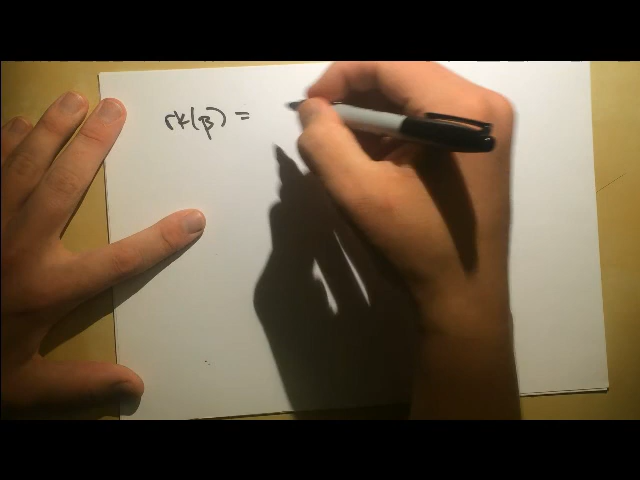 rk(β) =